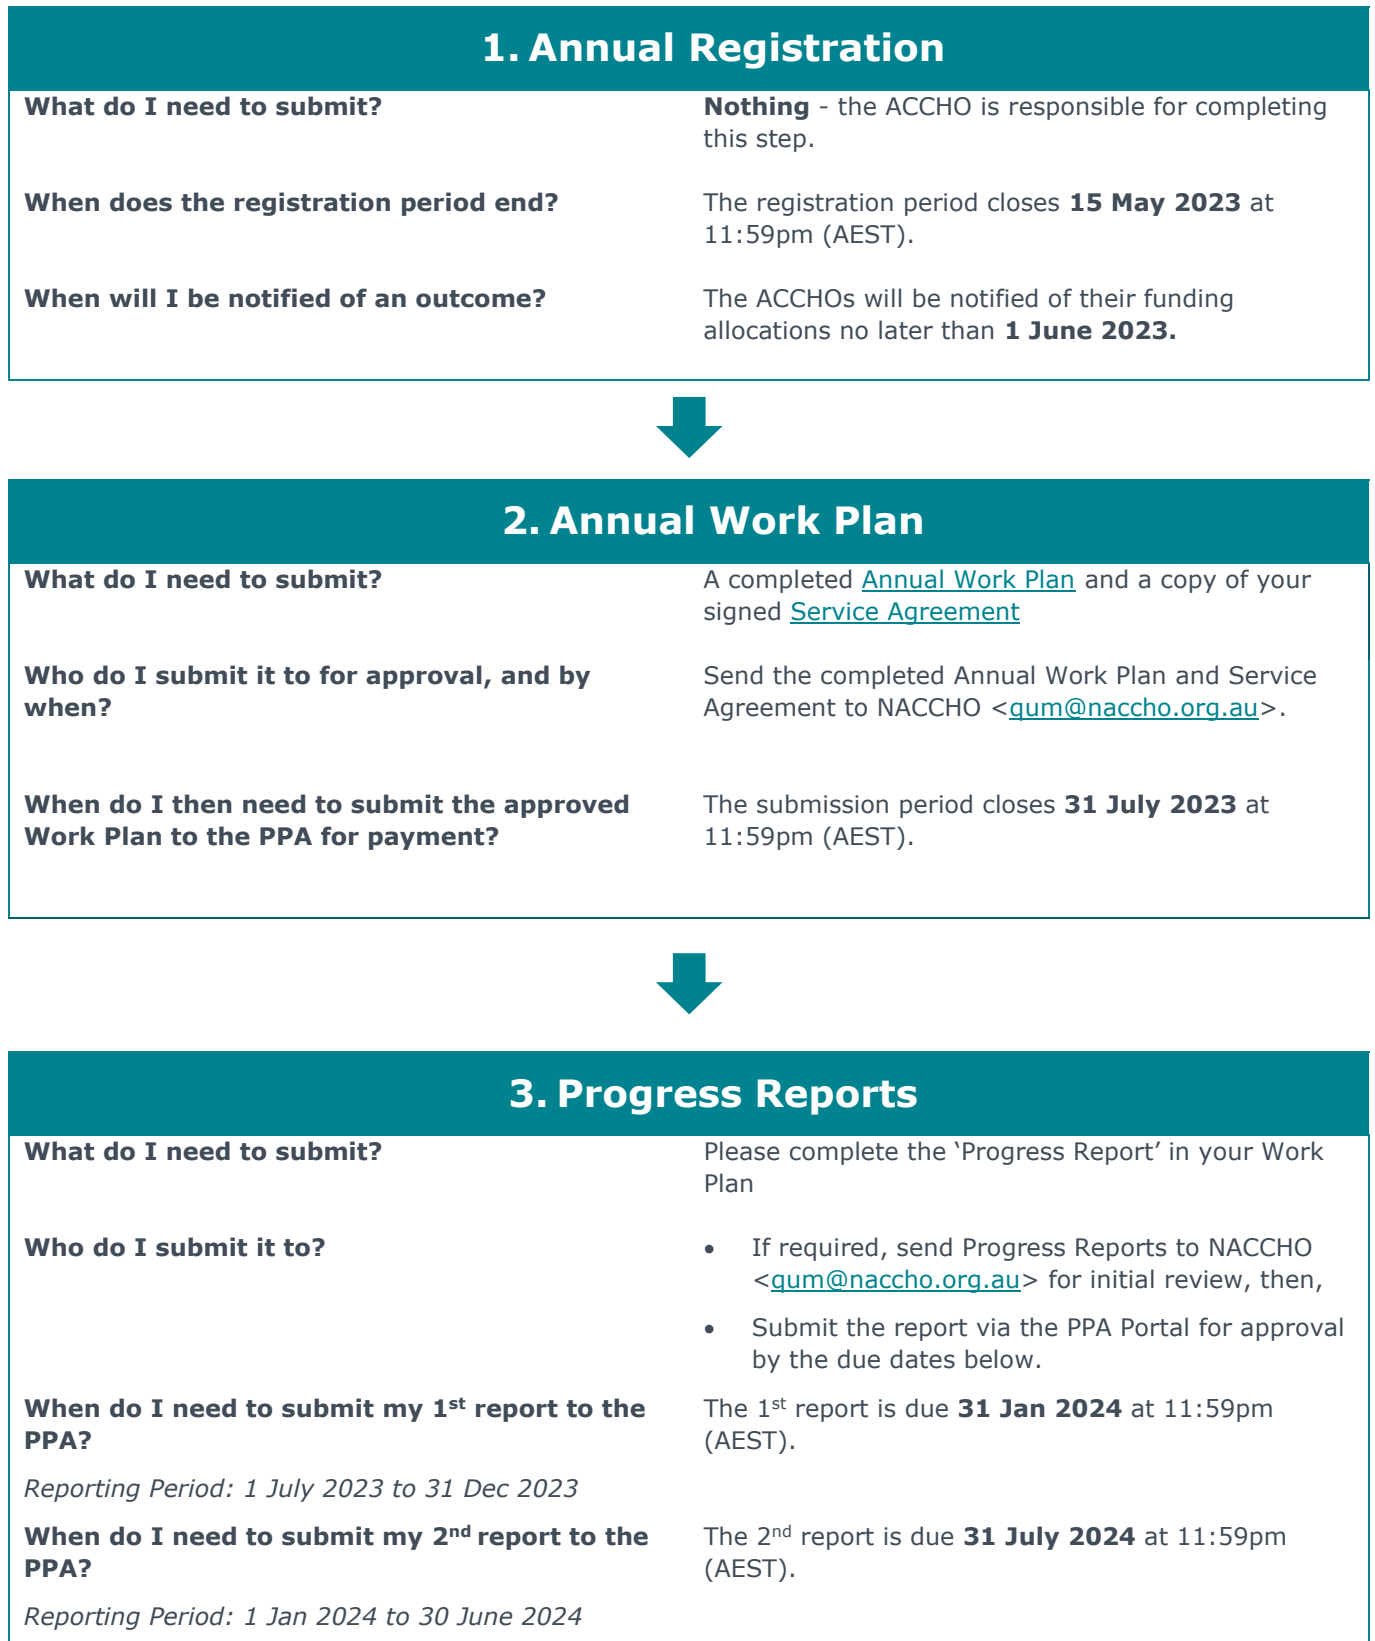 1. Annual Registration
What do I need to submit?
Nothing - the ACCHO is responsible for completing
this step.
When does the registration period end?
The registration period closes 15 May 2023 at
11:59pm (AEST).
When will I be notified of an outcome?
The ACCHOs will be notified of their funding
allocations no later than 1 June 2023.
2. Annual Work Plan
What do I need to submit?
A completed Annual Work Plan and a copy of your
signed Service Agreement
Who do I submit it to for approval, and by
when?
Send the completed Annual Work Plan and Service
Agreement to NACCHO <qum@naccho.org.au>.
When do I then need to submit the approved
Work Plan to the PPA for payment?
The submission period closes 31 July 2023 at
11:59pm (AEST).
3. Progress Reports
What do I need to submit?
Please complete the ‘Progress Report’ in your Work
Plan
Who do I submit it to?
• If required, send Progress Reports to NACCHO
<qum@naccho.org.au> for initial review, then,
• Submit the report via the PPA Portal for approval
by the due dates below.
When do I need to submit my 1st report to the
PPA?
Reporting Period: 1 July 2023 to 31 Dec 2023
The 1st report is due 31 Jan 2024 at 11:59pm
(AEST).
When do I need to submit my 2nd report to the
PPA?
Reporting Period: 1 Jan 2024 to 30 June 2024
The 2nd report is due 31 July 2024 at 11:59pm
(AEST).